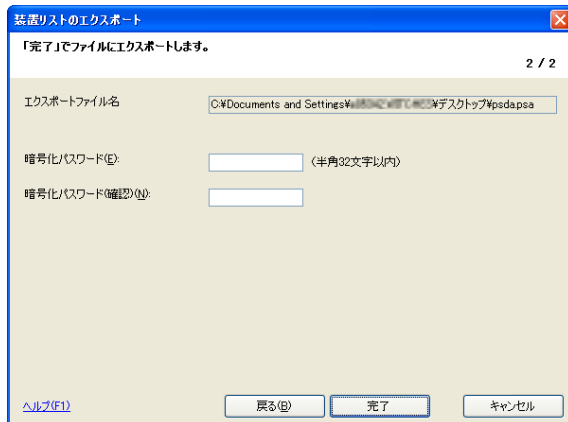 装置リストのエクスポート
「完了」でファイルにエクスポートします。
2 / 2
エクスポートファイル名
C:¥Documents and Settings¥ ¥デスクトップ¥psda.psa
暗号化パスワード(E):
(半角32文字以内)
暗号化パスワード(確認)(N):
ヘルプ(F1)
戻る(B)
完了
キャンセル